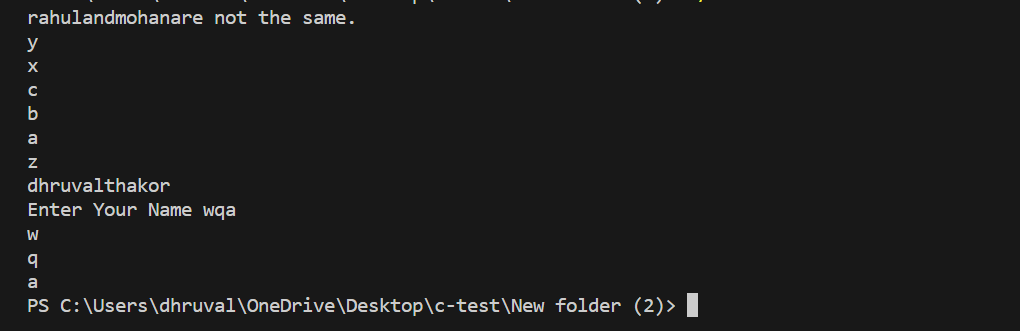 rahulandmohanare not the same.
y
x
c
b
a
z
dhruvalthakor
Enter Your Name wqa
w
q
a
PS C:\Users\dhruval\OneDrive\Desktop\c-test\New folder (2)>